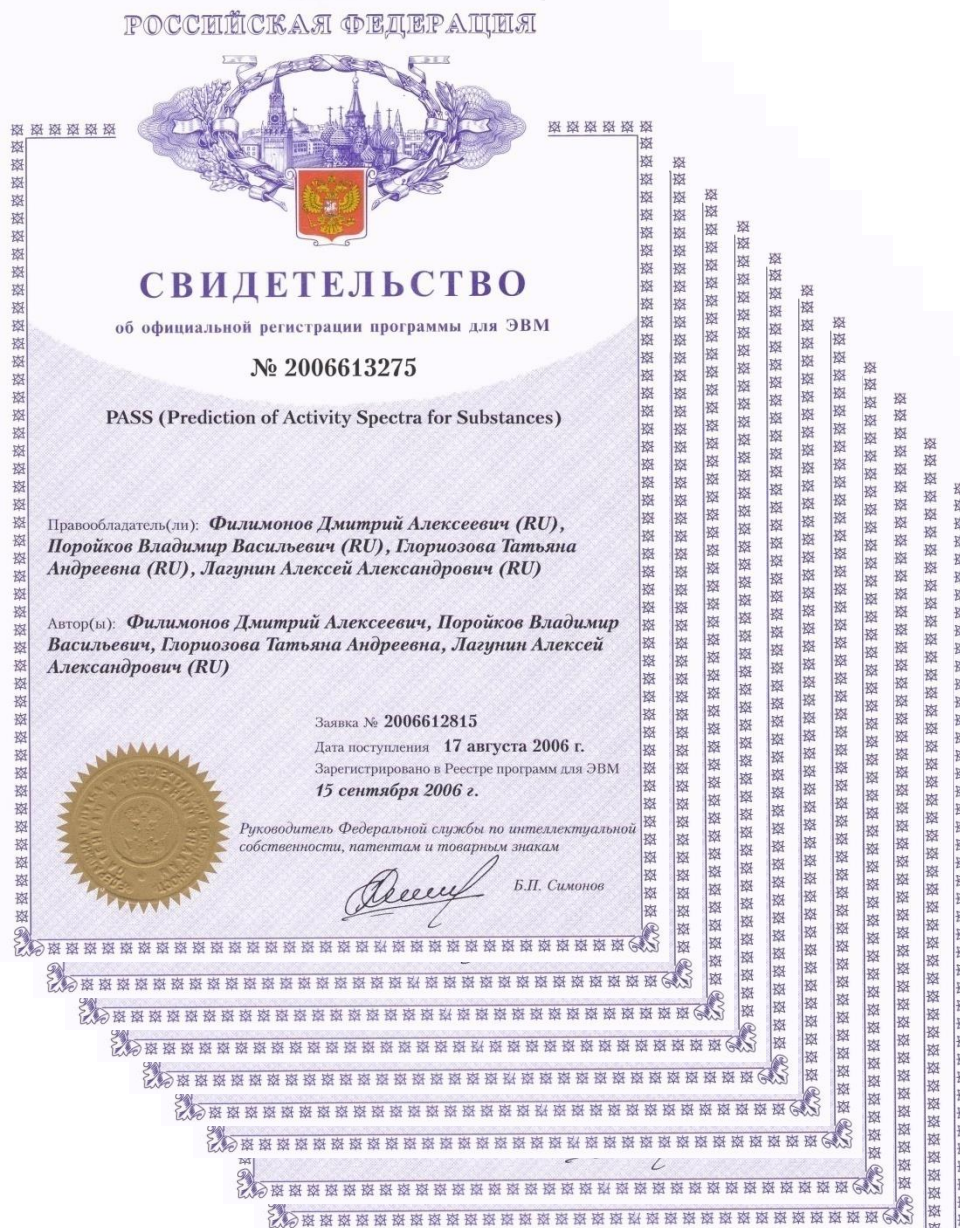 РОССИЙСКАЯ ФЕДЕРАЦИЯ
СВИДЕТЕЛЬСТВО
об официальной регистрации программы для ЭВМ
№ 2006613275
PASS (Prediction of Activity Spectra for Substances)
Правообладатель(ли): Филимонов Дмитрий Алексеевич (RU),
Поройков Владимир Васильевич (RU), Глориозова Татьяна
Андреевна (RU), Лагунин Алексей Александрович (RU)
Автор(ы): Филимонов Дмитрий Алексеевич, Поройков Владимир
Васильевич, Глориозова Татьяна Андреевна, Лагунин Алексей
Александрович (RU)
Заявка № 2006612815
Дата поступления 17 августа 2006 г.
Зарегистрировано в Реестре программ для ЭВМ
15 сентября 2006 г.
Руководитель Федеральной службы по интеллектуальной
собственности, патентам и товарным знакам
Б.П. Симонов